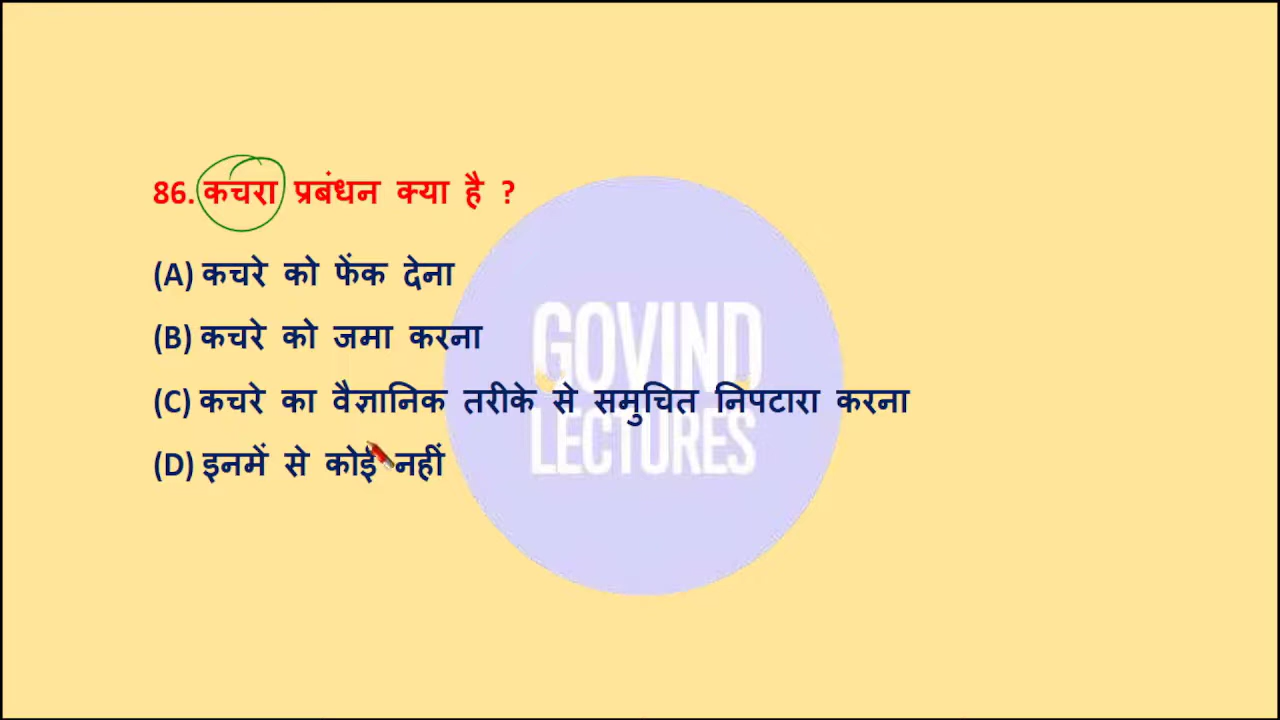 86. कचरा प्रबंधन क्या है ?
(A) कचरे को फेंक देना
(B) कचरे को जमा करना
(C) कचरे का वैज्ञानिक तरीके से समुचित निपटारा करना
(D) इनमें से कोई नहीं
GOVIND
LECTURES